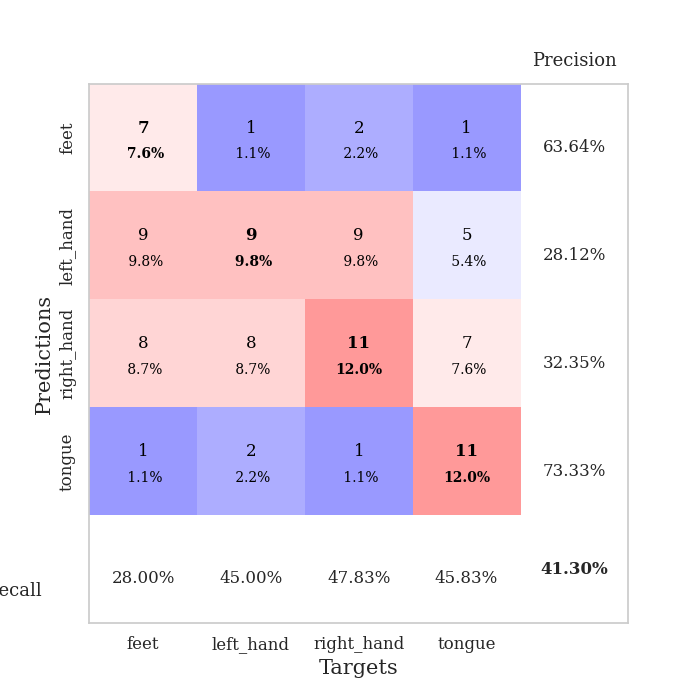 Precision
feet
7 1 2 1
7.6% 1.1% 2.2% 1.1%
63.64%
left_hand
9 9 9 5
9.8% 9.8% 9.8% 5.4%
28.12%
Predictions
right_hand
8 8 11 7
8.7% 8.7% 12.0% 7.6%
32.35%
tongue
1 2 1 11
1.1% 2.2% 1.1% 12.0%
73.33%
ecall
28.00% 45.00% 47.83% 45.83% 41.30%
feet left_hand right_hand tongue
Targets